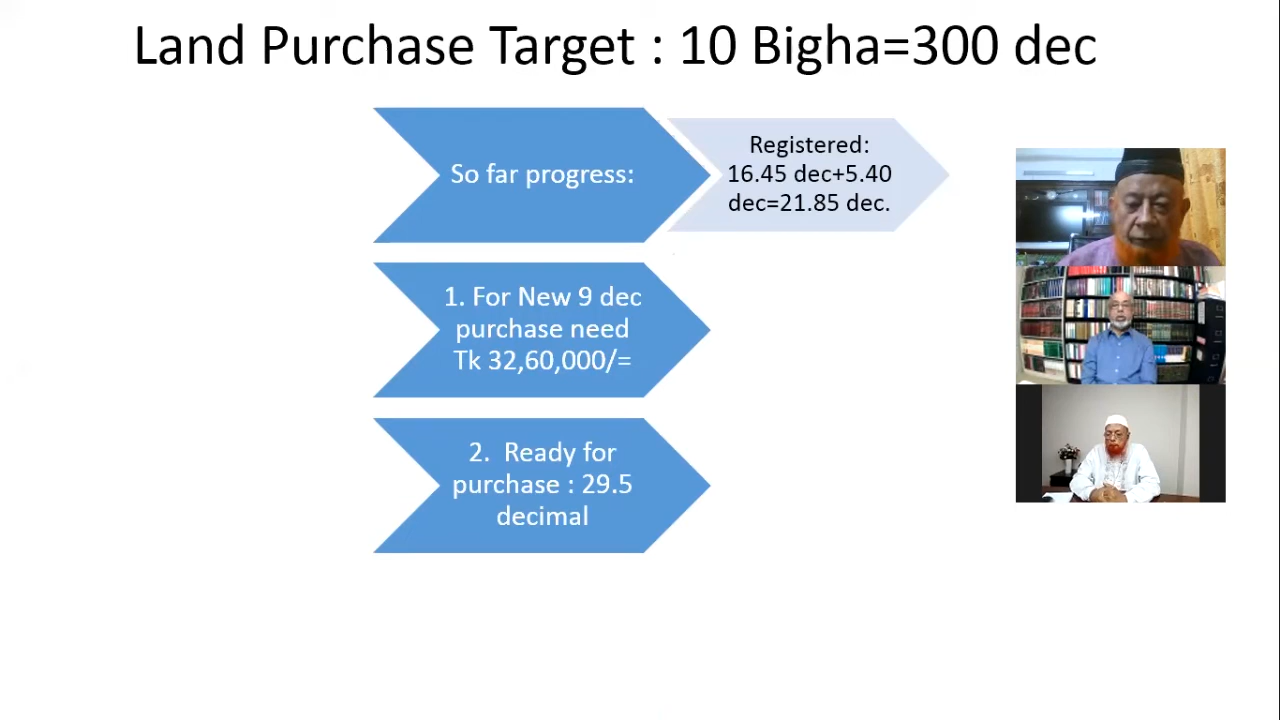 Land Purchase Target : 10 Bigha=300 dec
So far progress:
Registered:
16.45 dec+5.40
dec=21.85 dec.
1. For New 9 dec
purchase need
Tk 32,60,000/=
2. Ready for
purchase : 29.5
decimal